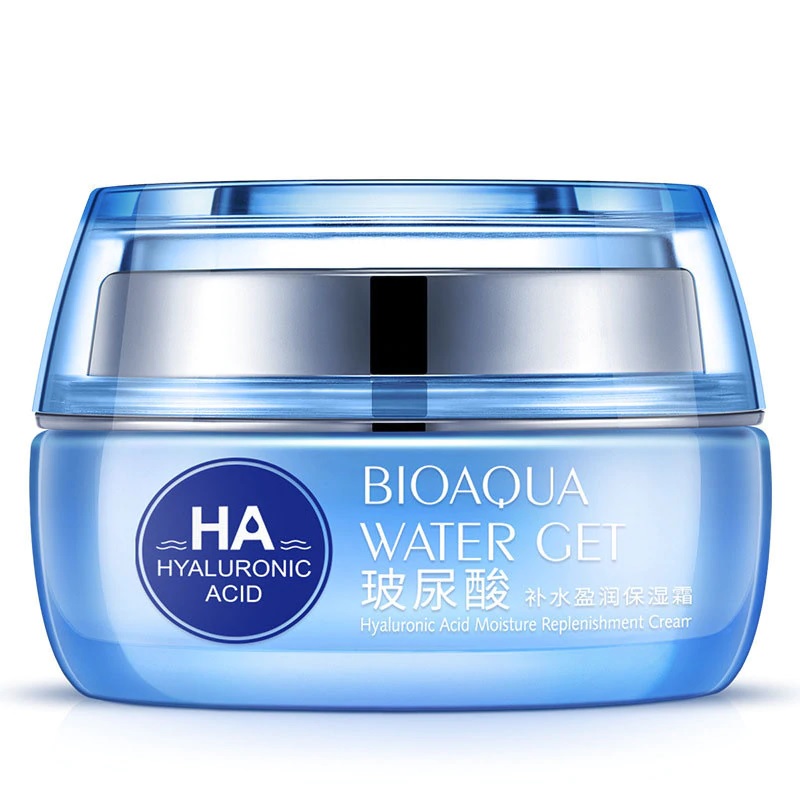 HA
HYALURONIC
ACID
BIOAQUA
WATER GET
玻尿酸 补水盈润保湿霜
Hyaluronic Acid Moisture Replenishment Cream